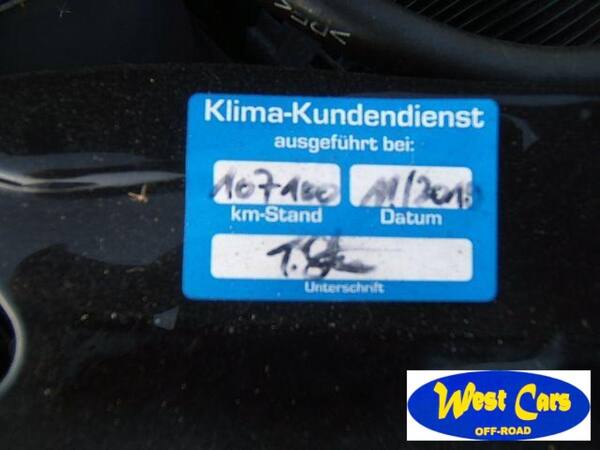 Klima-Kundendienst
ausgeführt bei:
107100
km-Stand
Datum
Unterschrift
West Cars
OFF-ROAD